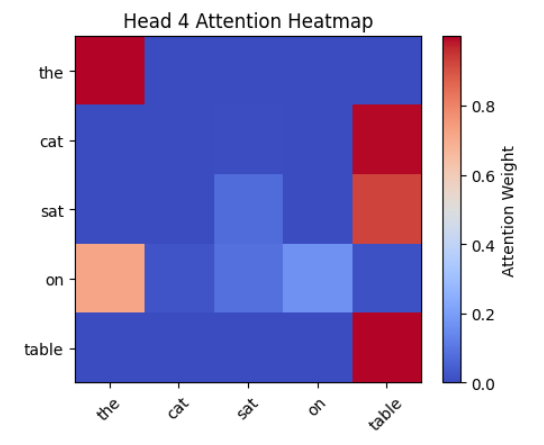 Head 4 Attention Heatmap
the
cat
sat
on
table
the
cat
sat
on
table
0.8
0.6
0.4
0.2
0.0
Attention Weight